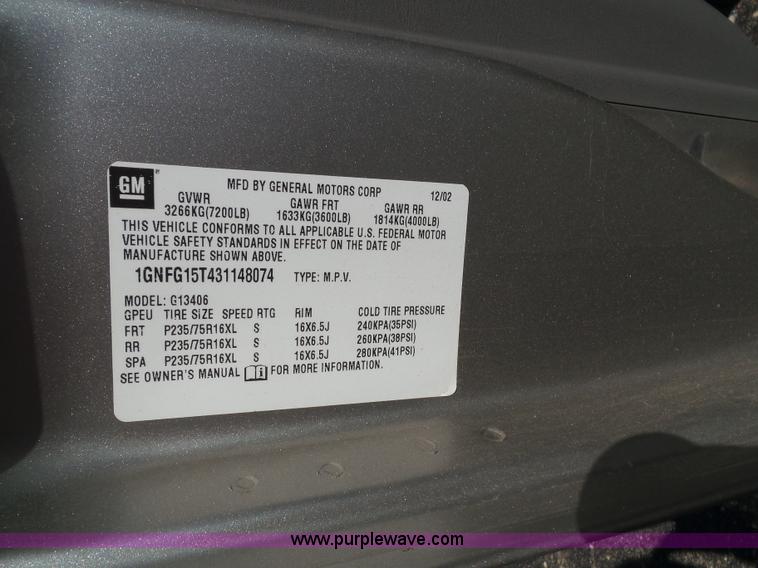 GM
MFD BY GENERAL MOTORS CORP 12/02
GVWR GAWR FRT GAWR RR
3266KG(7200LB) 1633KG(3600LB) 1814KG(4000LB)
THIS VEHICLE CONFORMS TO ALL APPLICABLE U.S. FEDERAL MOTOR
VEHICLE SAFETY STANDARDS IN EFFECT ON THE DATE OF
MANUFACTURE SHOWN ABOVE.
1GNFG15T431148074 TYPE: M.P.V.
MODEL: G13406
GPEU TIRE SIZE SPEED RTG RIM COLD TIRE PRESSURE
FRT P235/75R16XL S 16X6.5J 240KPA(35PSI)
RR P235/75R16XL S 16X6.5J 260KPA(38PSI)
SPA P235/75R16XL S 16X6.5J 280KPA(41PSI)
SEE OWNER'S MANUAL FOR MORE INFORMATION.
www.purplewave.com